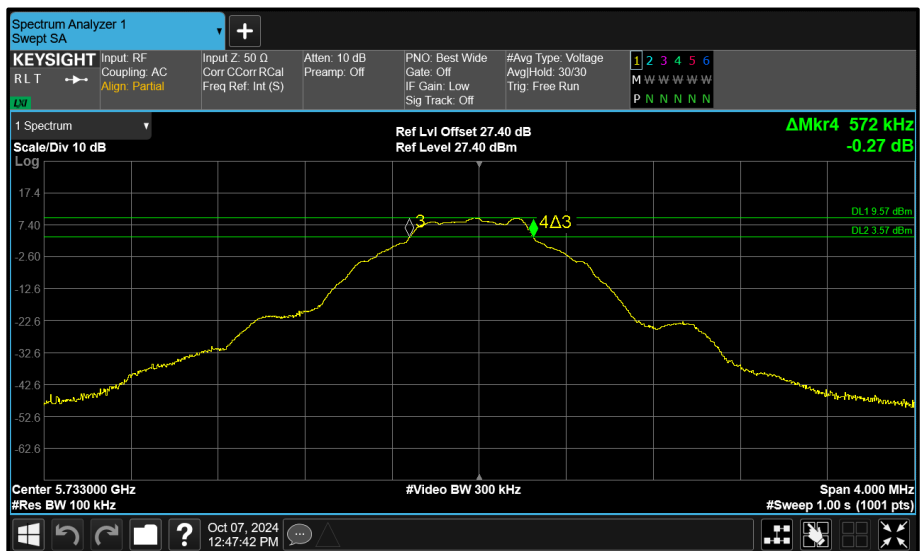 Spectrum Analyzer 1
Swept SA
+
KEYSIGHT
R L T
LXI
Input: RF
Coupling: AC
Align: Partial
Input Z: 50 Ω
Corr CCorr RCal
Freq Ref: Int (S)
Atten: 10 dB
Preamp: Off
PNO: Best Wide
Gate: Off
IF Gain: Low
Sig Track: Off
#Avg Type: Voltage
Avg|Hold: 30/30
Trig: Free Run
1 2 3 4 5 6
M W W W W W
P N N N N N
1 Spectrum
Scale/Div 10 dB
Ref Lvl Offset 27.40 dB
Ref Level 27.40 dBm
ΔMkr4 572 kHz
-0.27 dB
Log
17.4
7.40
-2.60
-12.6
-22.6
-32.6
-42.6
-52.6
-62.6
3
4Δ3
DL1 9.57 dBm
DL2 3.57 dBm
Center 5.733000 GHz
#Res BW 100 kHz
#Video BW 300 kHz
Span 4.000 MHz
#Sweep 1.00 s (1001 pts)
?
Oct 07, 2024
12:47:42 PM